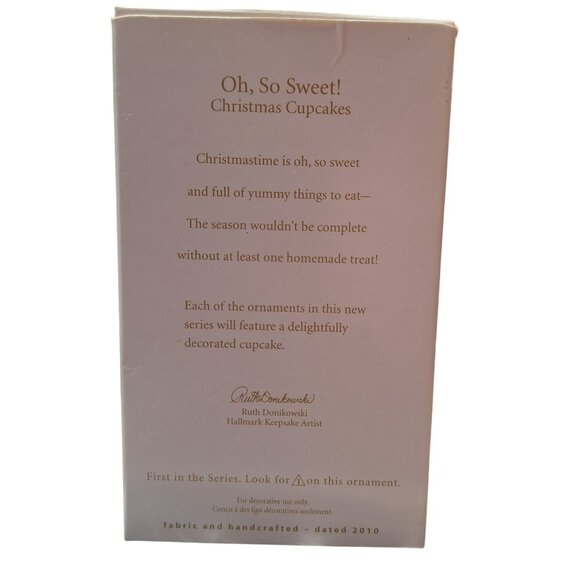 Oh, So Sweet!
Christmas Cupcakes
Christmastime is oh, so sweet
and full of yummy things to eat—
The season wouldn't be complete
without at least one homemade treat!
Each of the ornaments in this new
series will feature a delightfully
decorated cupcake.
Ruth Donikowski
Ruth Donikowski
Hallmark Keepsake Artist
First in the Series. Look for 1 on this ornament.
For decorative use only.
Conçu à des fins décoratives seulement.
fabric and handcrafted – dated 2010